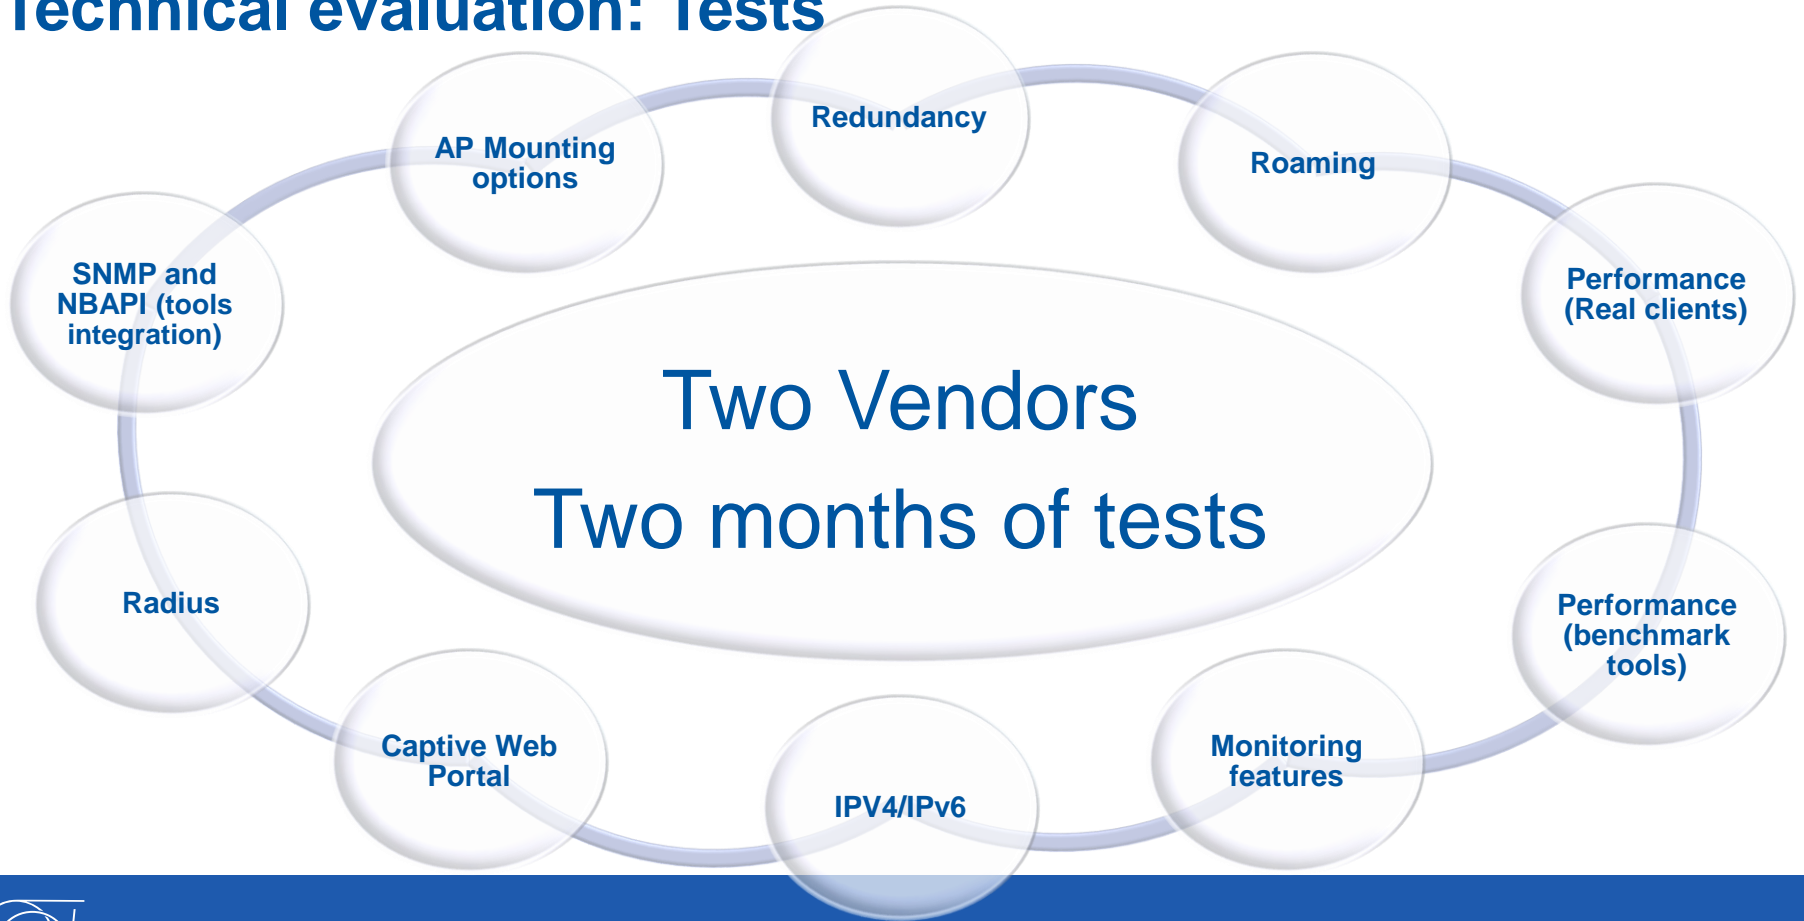 Technical evaluation: Tests
Redundancy
AP Mounting
options
Roaming
SNMP and
NBAPI (tools
integration)
Performance
(Real clients)
Two Vendors
Two months of tests
Radius
Performance
(benchmark
tools)
Captive Web
Portal
IPV4/IPv6
Monitoring
features